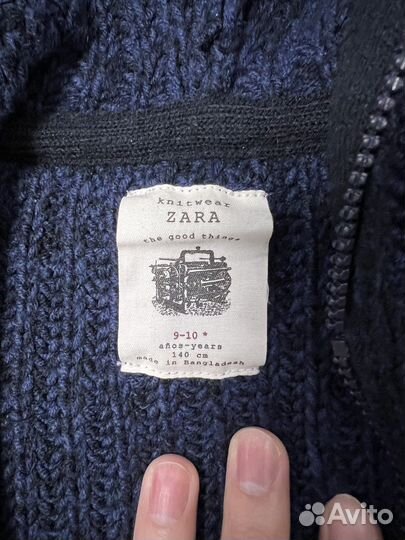 knitwear
ZARA
the good things
9-10 *
años-years
140 cm
made in Bangladesh
Avito